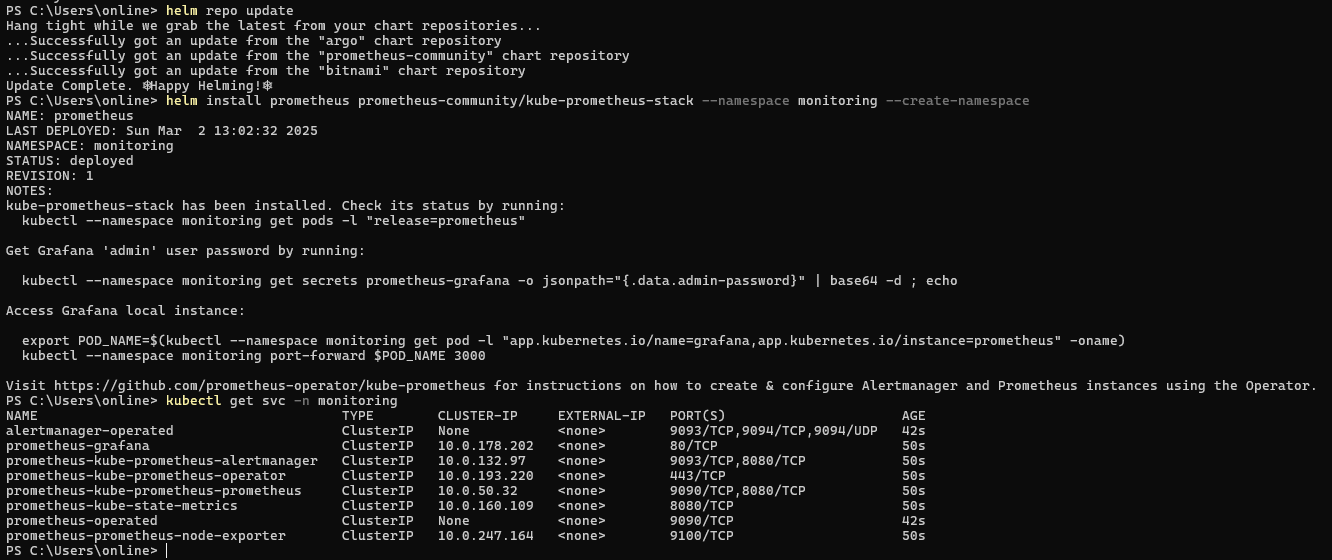 PS C:\Users\online> helm repo update
Hang tight while we grab the latest from your chart repositories...
...Successfully got an update from the "argo" chart repository
...Successfully got an update from the "prometheus-community" chart repository
...Successfully got an update from the "bitnami" chart repository
Update Complete. ⎈Happy Helming!⎈
PS C:\Users\online> helm install prometheus prometheus-community/kube-prometheus-stack --namespace monitoring --create-namespace
NAME: prometheus
LAST DEPLOYED: Sun Mar  2 13:02:32 2025
NAMESPACE: monitoring
STATUS: deployed
REVISION: 1
NOTES:
kube-prometheus-stack has been installed. Check its status by running:
  kubectl --namespace monitoring get pods -l "release=prometheus"
Get Grafana 'admin' user password by running:
  kubectl --namespace monitoring get secrets prometheus-grafana -o jsonpath="{.data.admin-password}" | base64 -d ; echo
Access Grafana local instance:
  export POD_NAME=$(kubectl --namespace monitoring get pod -l "app.kubernetes.io/name=grafana,app.kubernetes.io/instance=prometheus" -oname)
  kubectl --namespace monitoring port-forward $POD_NAME 3000
Visit https://github.com/prometheus-operator/kube-prometheus for instructions on how to create & configure Alertmanager and Prometheus instances using the Operator.
PS C:\Users\online> kubectl get svc -n monitoring
NAME                                      TYPE        CLUSTER-IP     EXTERNAL-IP   PORT(S)                      AGE
alertmanager-operated                     ClusterIP   None           <none>        9093/TCP,9094/TCP,9094/UDP   42s
prometheus-grafana                        ClusterIP   10.0.178.202   <none>        80/TCP                       50s
prometheus-kube-prometheus-alertmanager   ClusterIP   10.0.132.97    <none>        9093/TCP,8080/TCP            50s
prometheus-kube-prometheus-operator       ClusterIP   10.0.193.220   <none>        443/TCP                      50s
prometheus-kube-prometheus-prometheus     ClusterIP   10.0.50.32     <none>        9090/TCP,8080/TCP            50s
prometheus-kube-state-metrics             ClusterIP   10.0.160.109   <none>        8080/TCP                     50s
prometheus-operated                       ClusterIP   None           <none>        9090/TCP                     42s
prometheus-prometheus-node-exporter       ClusterIP   10.0.247.164   <none>        9100/TCP                     50s
PS C:\Users\online>